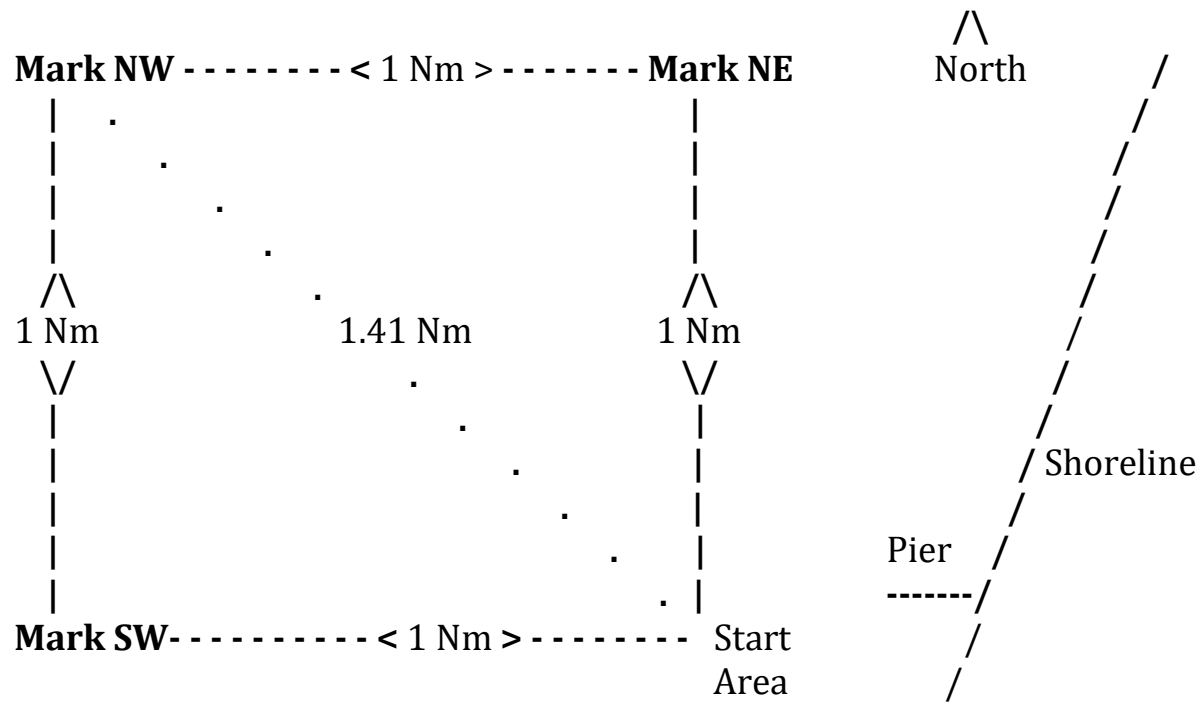 Mark NW - - - - - - - - < 1 Nm > - - - - - - - Mark NE
North
1 Nm
1.41 Nm
1 Nm
Shoreline
Pier
Mark SW- - - - - - - - - - < 1 Nm > - - - - - - - -
Start
Area